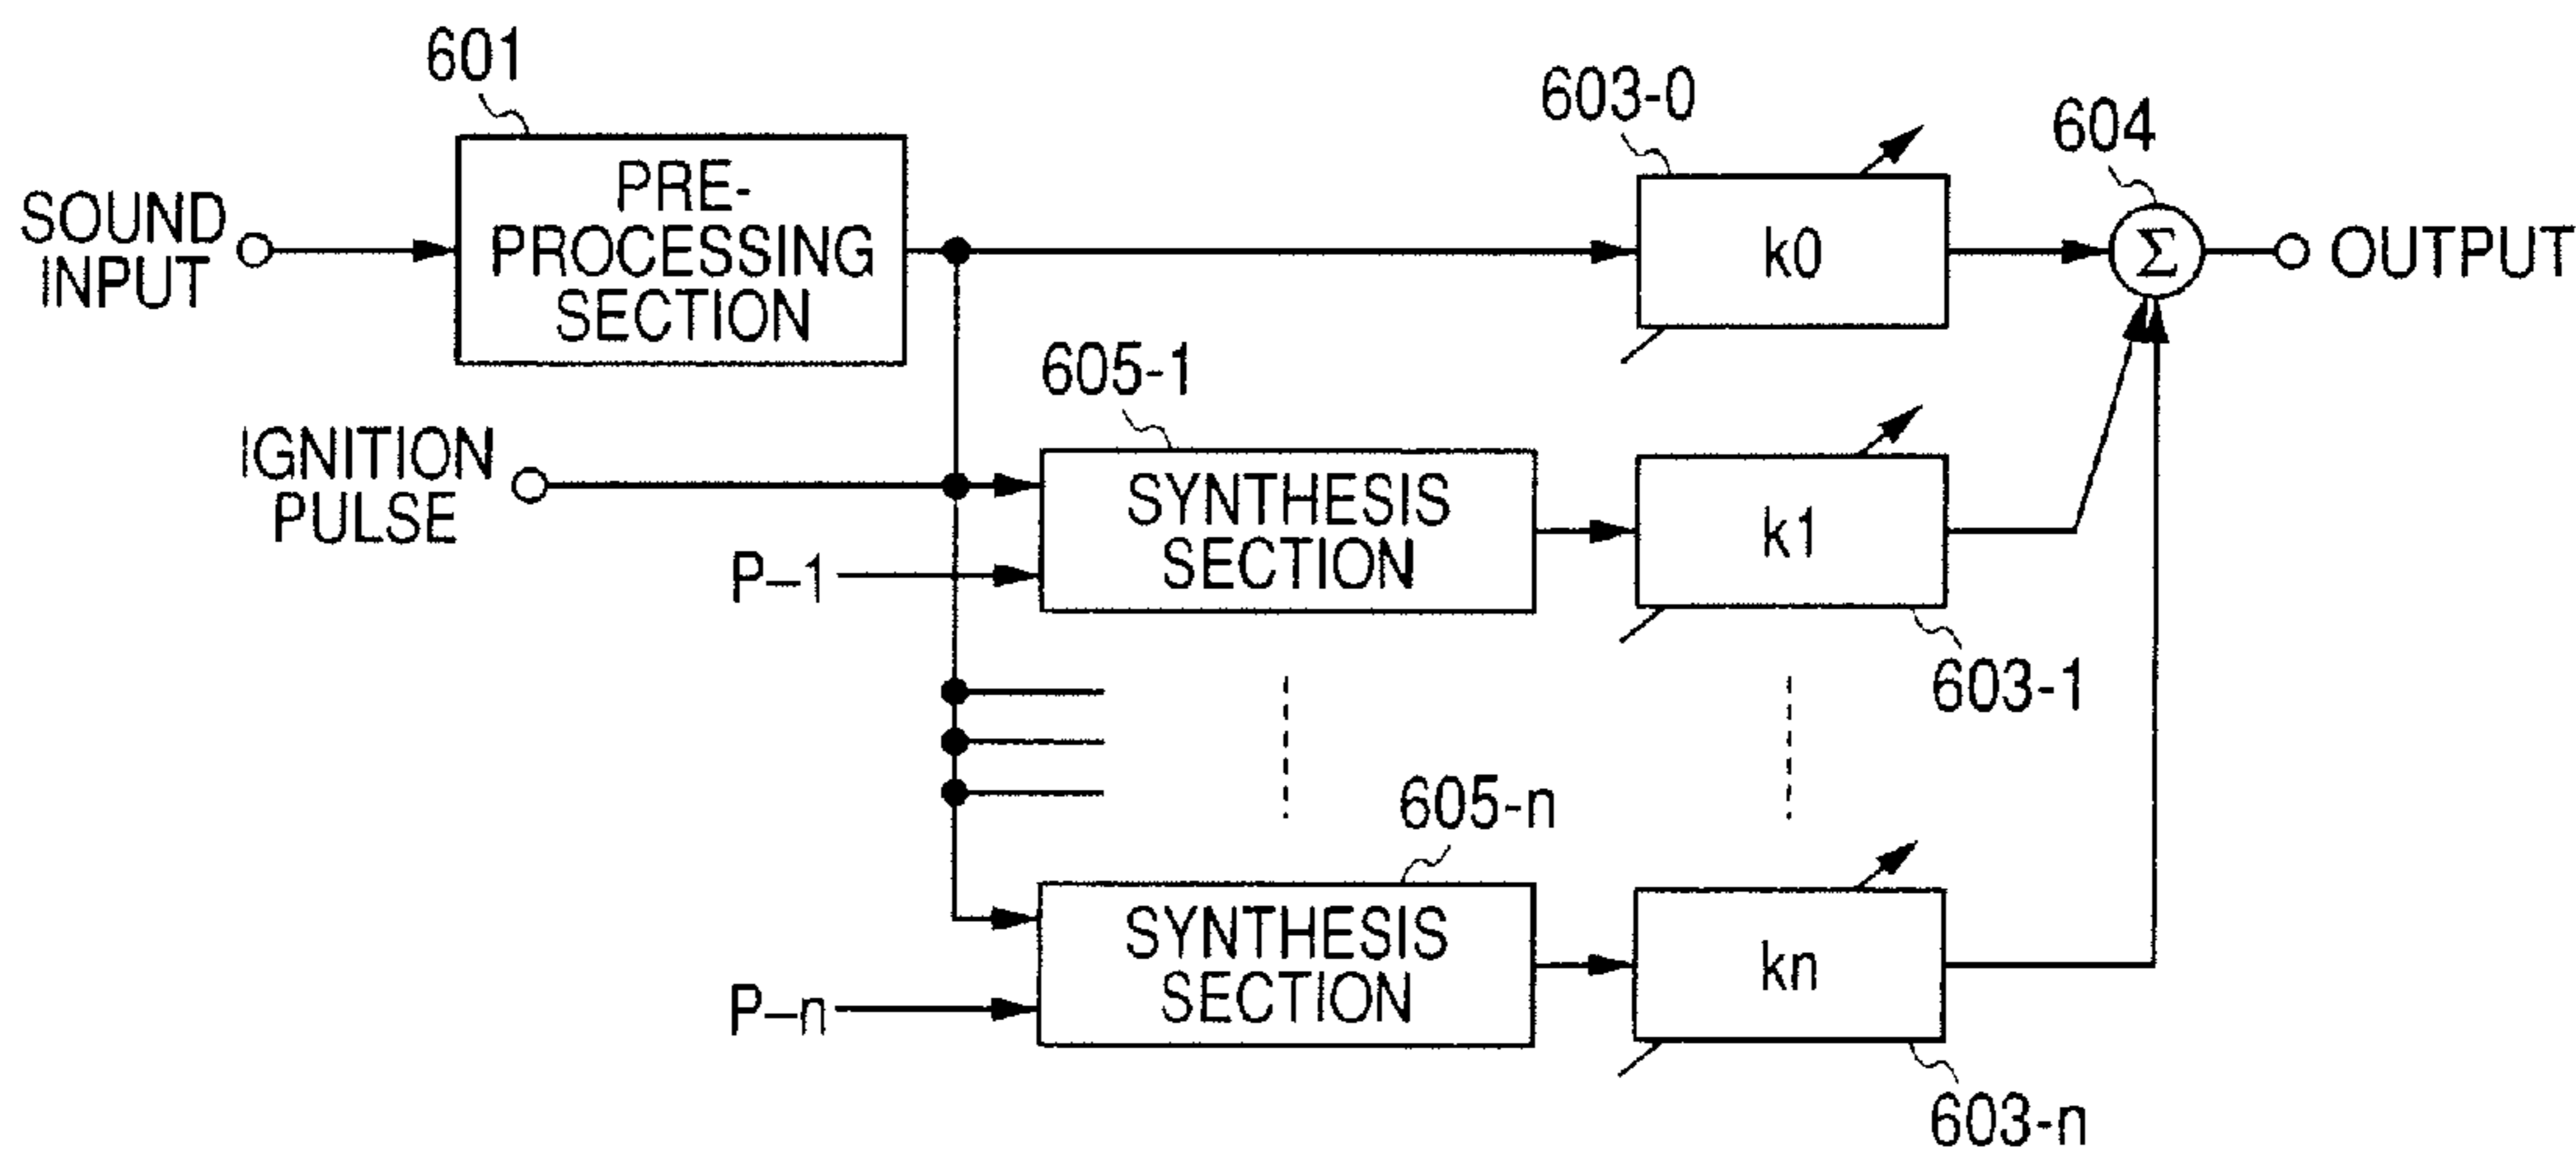 601
603-0
604
SOUND
INPUT
PRE-
PROCESSING
SECTION
k0
Σ
OUTPUT
605-1
IGNITION
PULSE
SYNTHESIS
SECTION
k1
P–1
603-1
605-n
SYNTHESIS
SECTION
kn
P–n
603-n